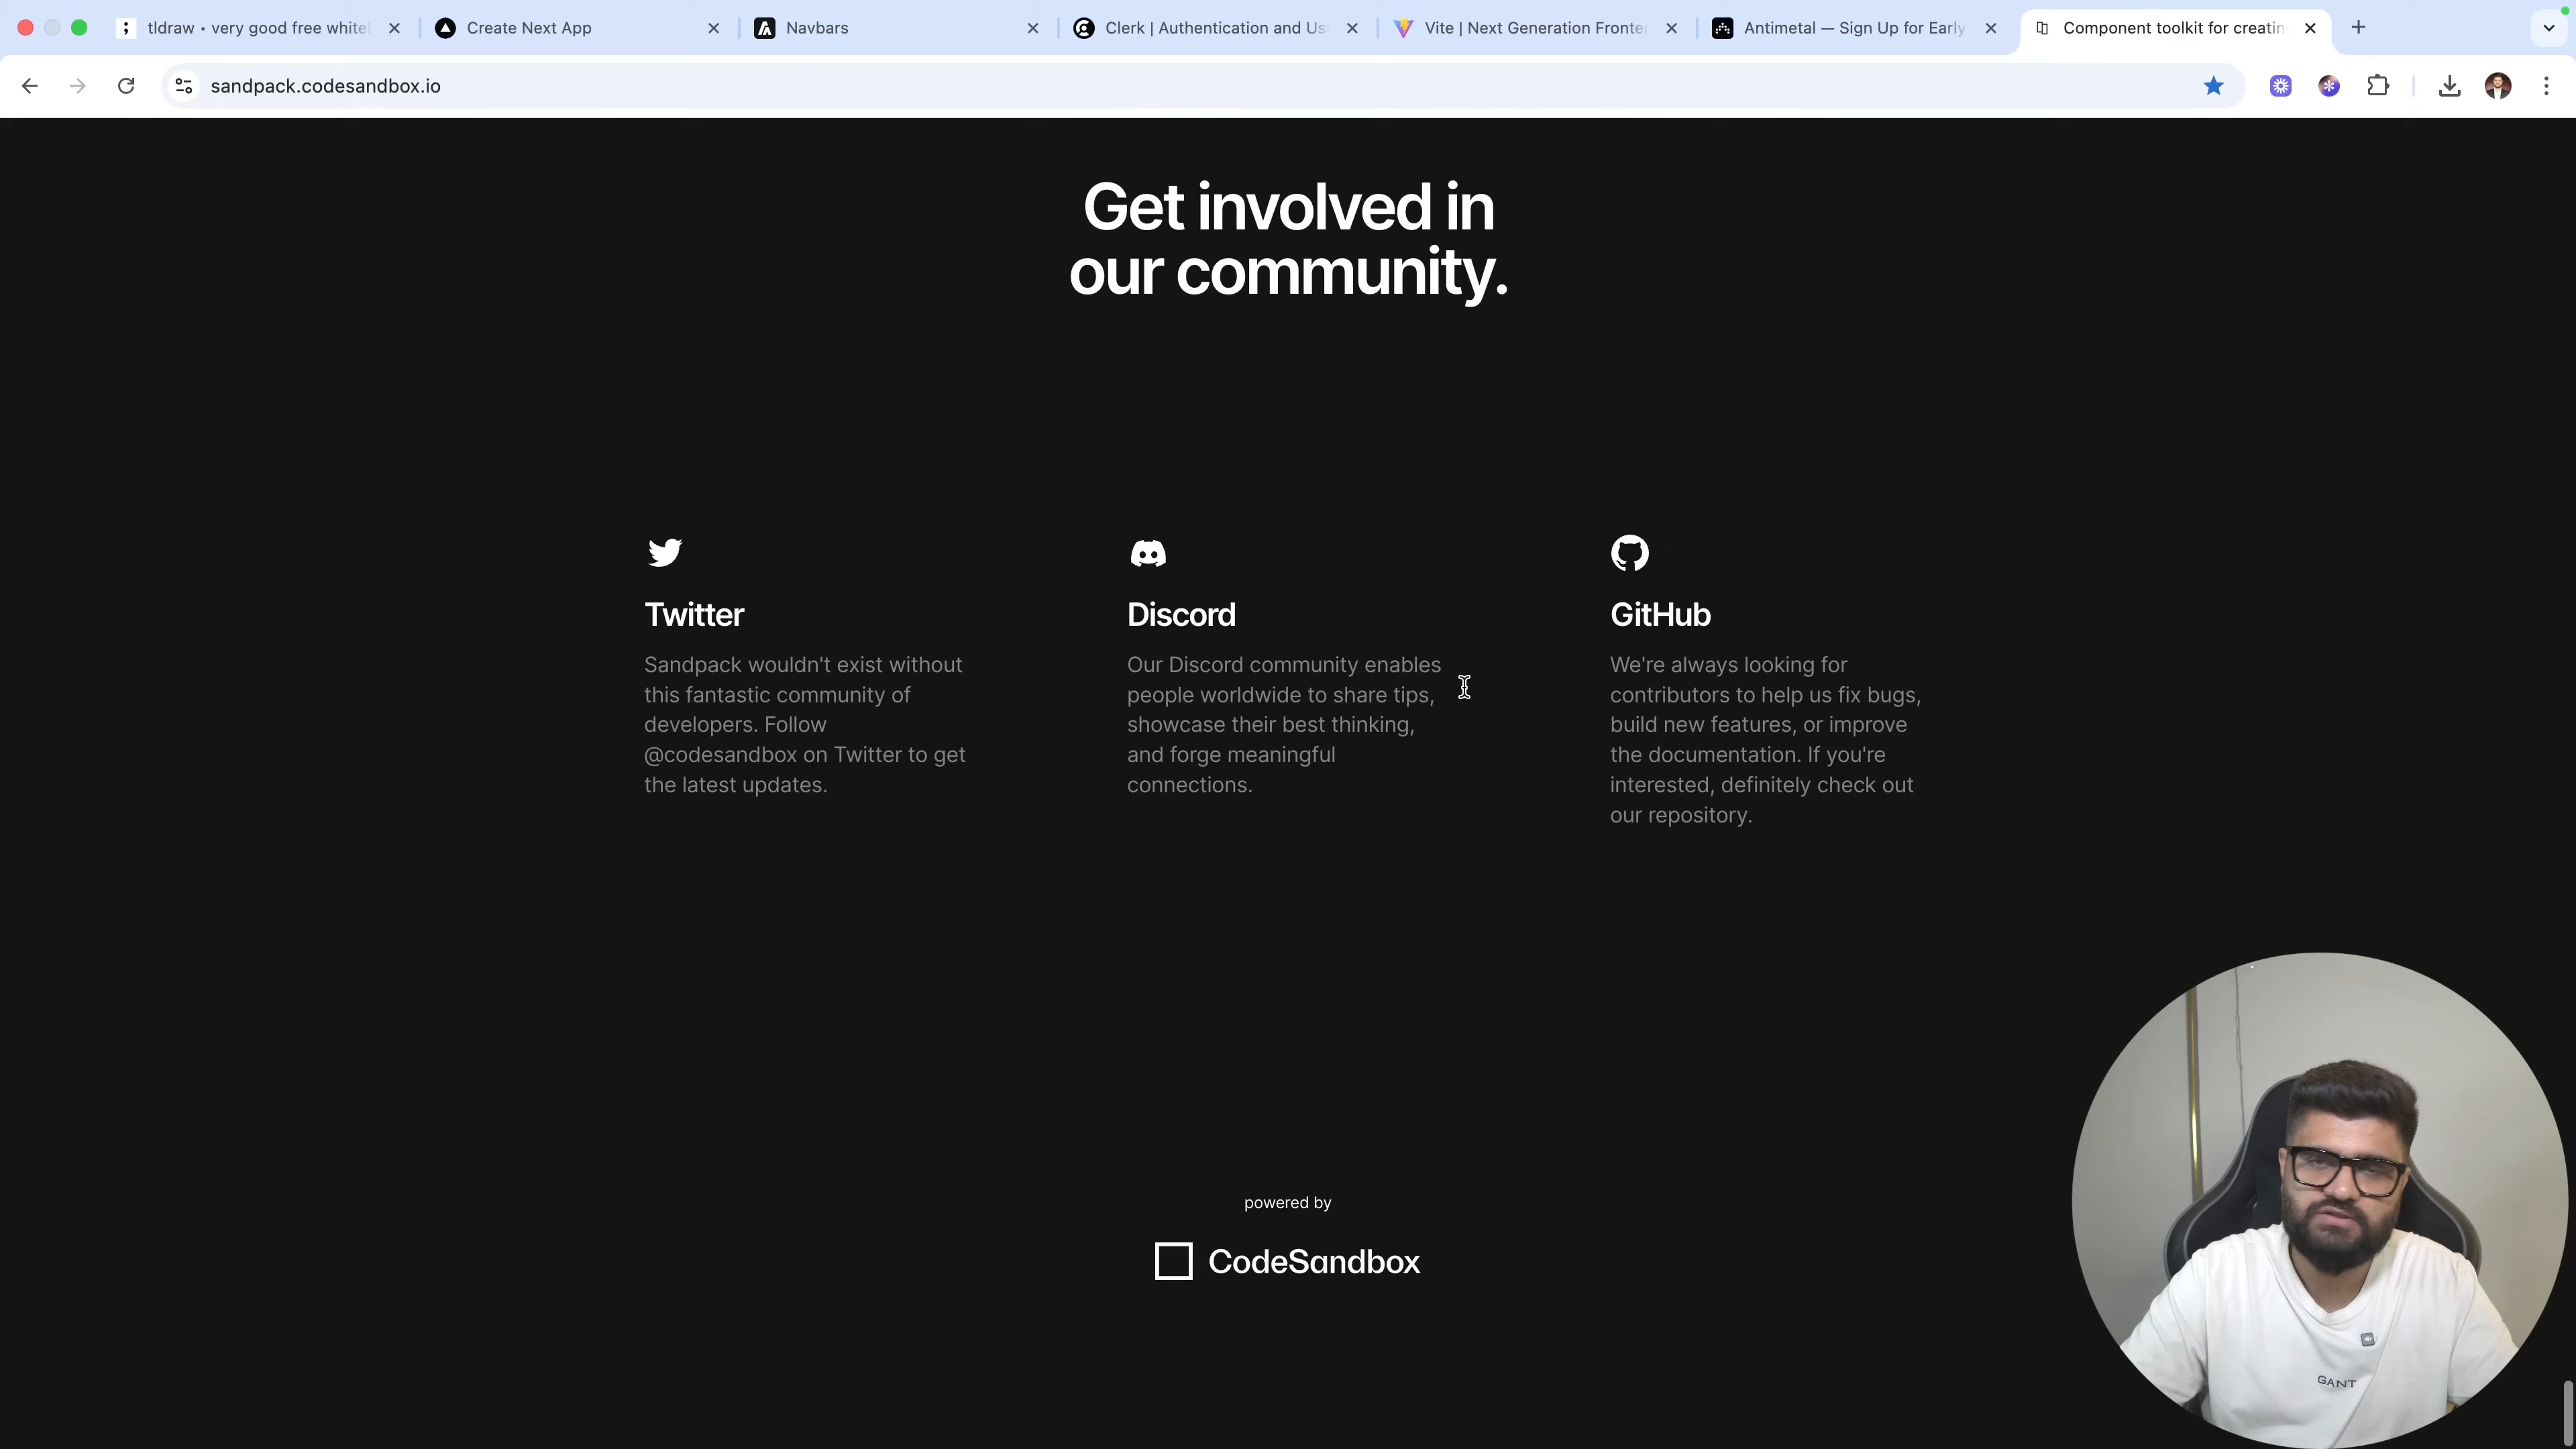 tldraw • very good free white
Create Next App
Navbars
Clerk | Authentication and Us
Vite | Next Generation Fronte
Antimetal — Sign Up for Early
Component toolkit for creatin
sandpack.codesandbox.io
Get involved in
our community.
Twitter
Sandpack wouldn't exist without
this fantastic community of
developers. Follow
@codesandbox on Twitter to get
the latest updates.
Discord
Our Discord community enables
people worldwide to share tips,
showcase their best thinking,
and forge meaningful
connections.
GitHub
We're always looking for
contributors to help us fix bugs,
build new features, or improve
the documentation. If you're
interested, definitely check out
our repository.
powered by
CodeSandbox
GANT